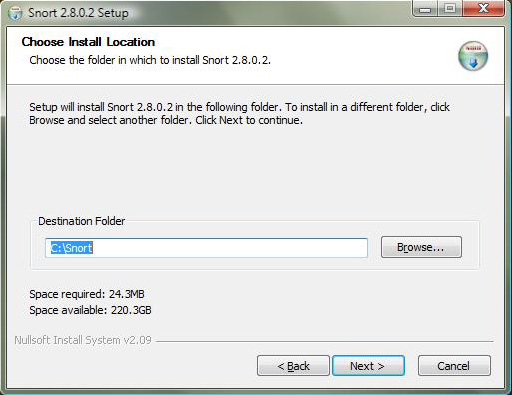 Snort 2.8.0.2 Setup
Choose Install Location
Choose the folder in which to install Snort 2.8.0.2.
Setup will install Snort 2.8.0.2 in the following folder. To install in a different folder, click
Browse and select another folder. Click Next to continue.
Destination Folder
C:\Snort
Browse...
Space required: 24.3MB
Space available: 220.3GB
Nullsoft Install System v2.09
< Back
Next >
Cancel